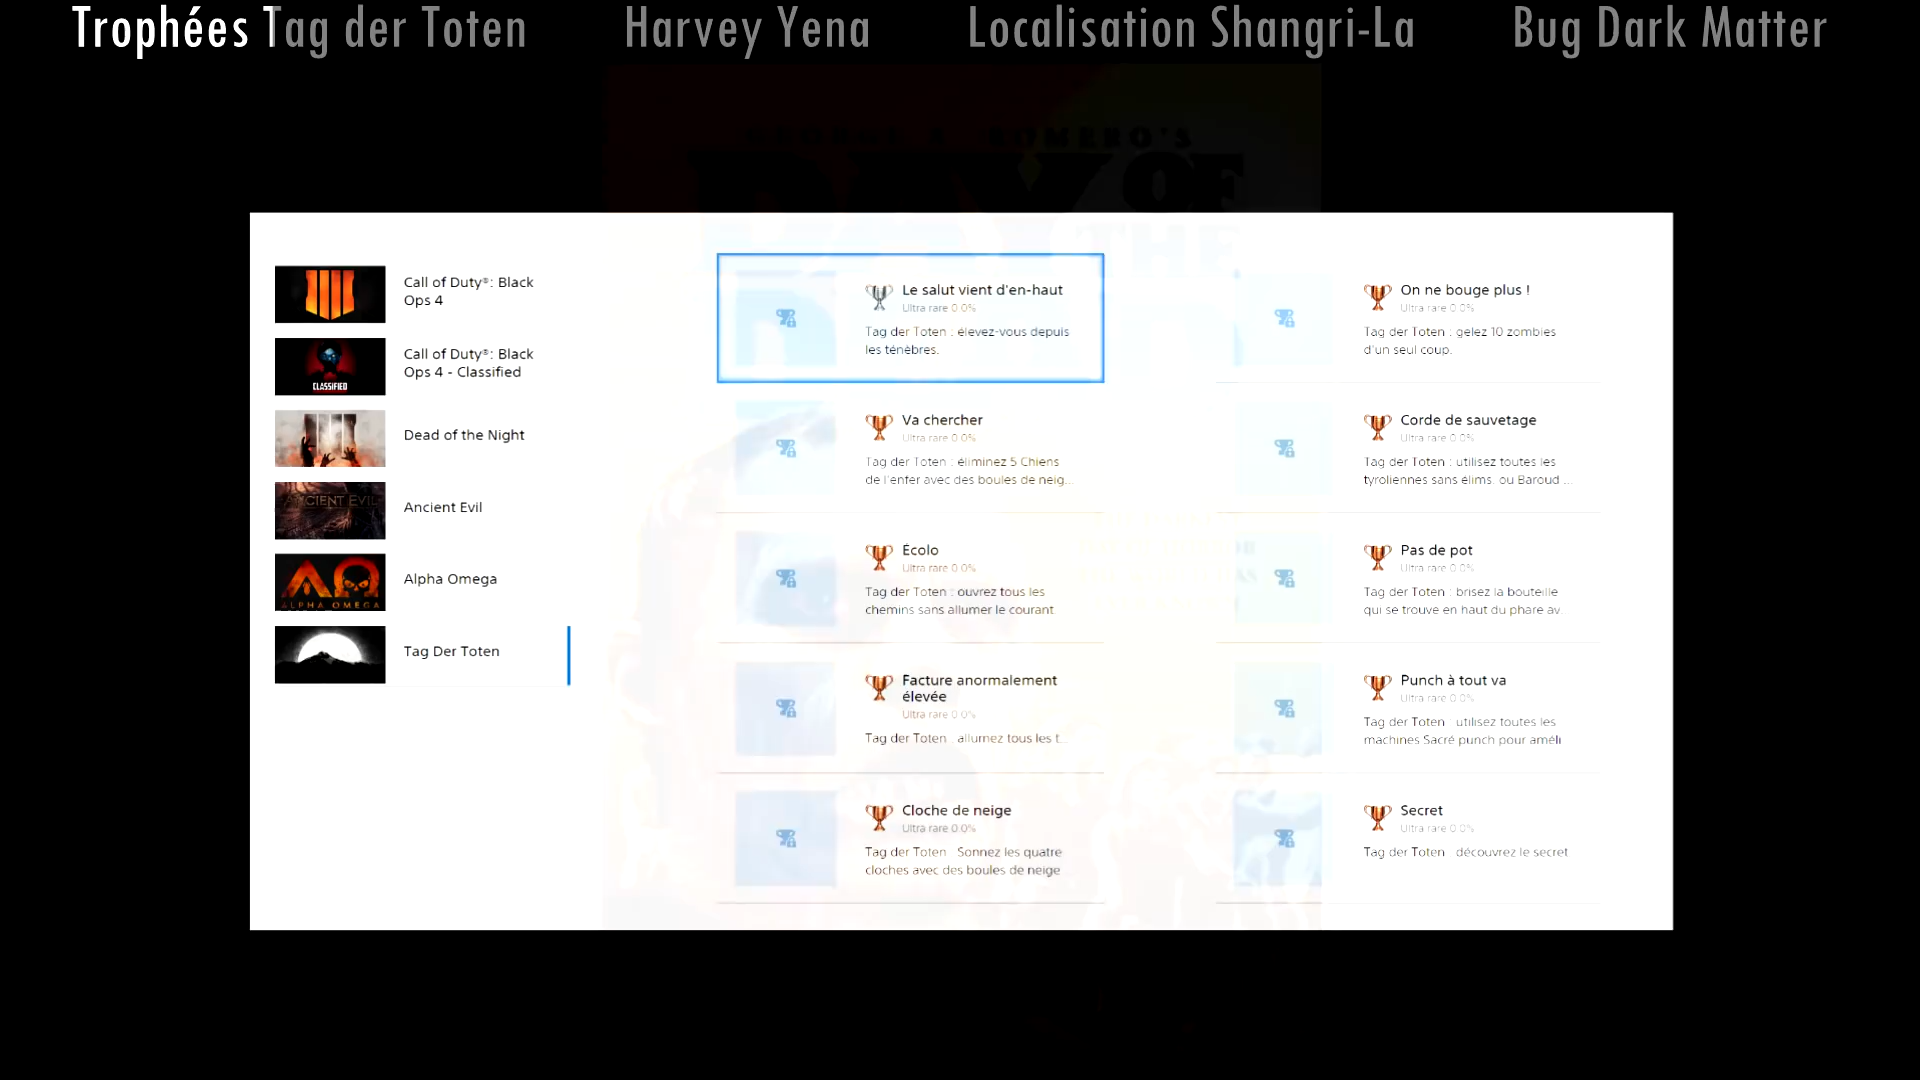 Trophées Tag der Toten
Harvey Yena
Localisation Shangri-La
Bug Dark Matter
ROMERO'S
DAY OF
THE
Call of Duty®: Black
Ops 4
CLASSIFIED
Call of Duty®: Black
Ops 4 - Classified
Dead of the Night
ANCIENT EVIL
Ancient Evil
ALPHA OMEGA
Alpha Omega
Tag Der Toten
Le salut vient d'en-haut
Ultra rare 0.0%
Tag der Toten : élevez-vous depuis
les ténèbres.
On ne bouge plus !
Ultra rare 0.0%
Tag der Toten : gelez 10 zombies
d'un seul coup.
Va chercher
Ultra rare 0.0%
Tag der Toten : éliminez 5 Chiens
de l'enfer avec des boules de neig...
Corde de sauvetage
Ultra rare 0.0%
Tag der Toten : utilisez toutes les
tyroliennes sans élims. ou Baroud ...
Écolo
Ultra rare 0.0%
Tag der Toten : ouvrez tous les
chemins sans allumer le courant.
Pas de pot
Ultra rare 0.0%
Tag der Toten : brisez la bouteille
qui se trouve en haut du phare av.
Facture anormalement
élevée
Ultra rare 0.0%
Tag der Toten : allumez tous les t...
Punch à tout va
Ultra rare 0.0%
Tag der Toten : utilisez toutes les
machines Sacré punch pour améli
Cloche de neige
Ultra rare 0.0%
Tag der Toten : Sonnez les quatre
cloches avec des boules de neige
Secret
Ultra rare 0.0%
Tag der Toten : découvrez le secret